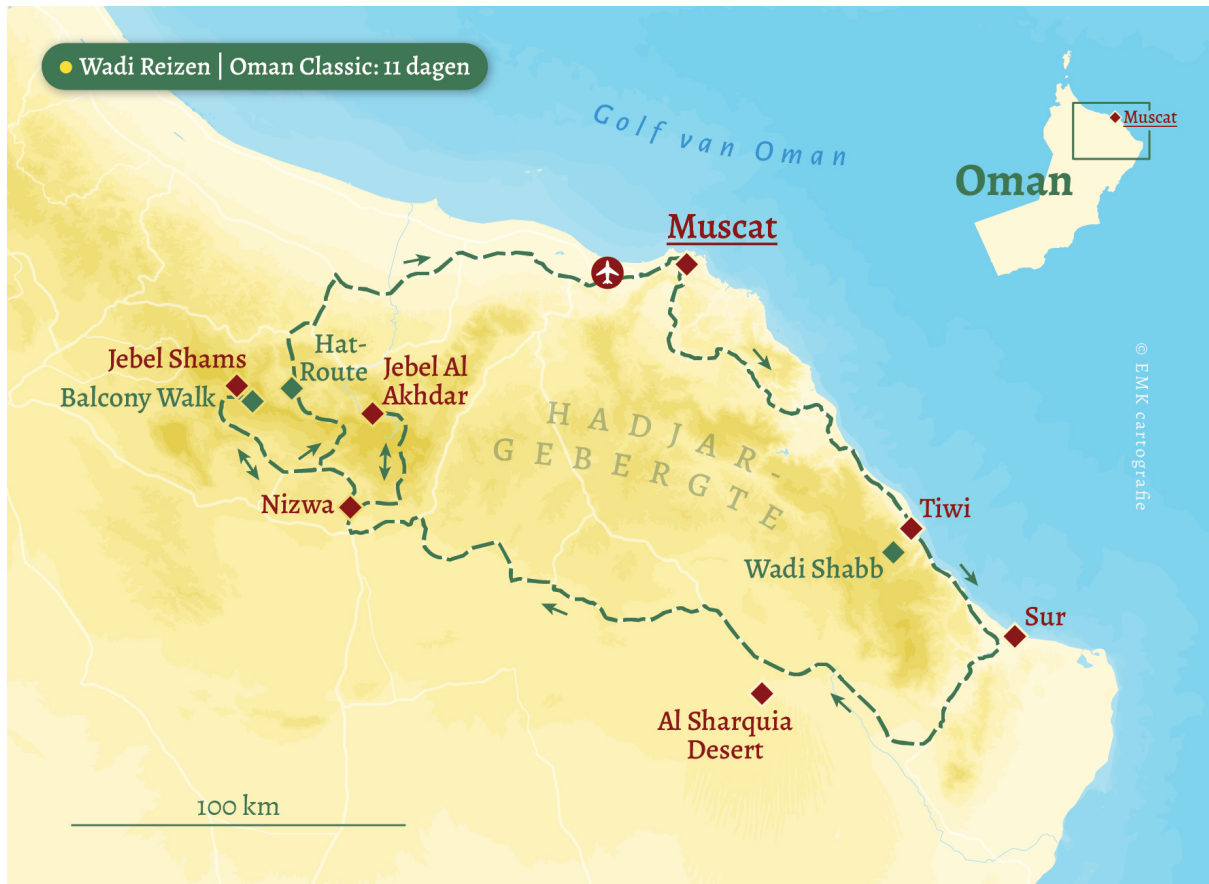 Wadi Reizen | Oman Classic: 11 dagen
Golf van Oman
Muscat
Oman
Muscat
Hat-
Route
Jebel Shams
Balcony Walk
Jebel Al
Akhdar
HADJAR-
GEBERGTE
Nizwa
Tiwi
Wadi Shabb
Sur
Al Sharquia
Desert
100 km
© EMK cartografie